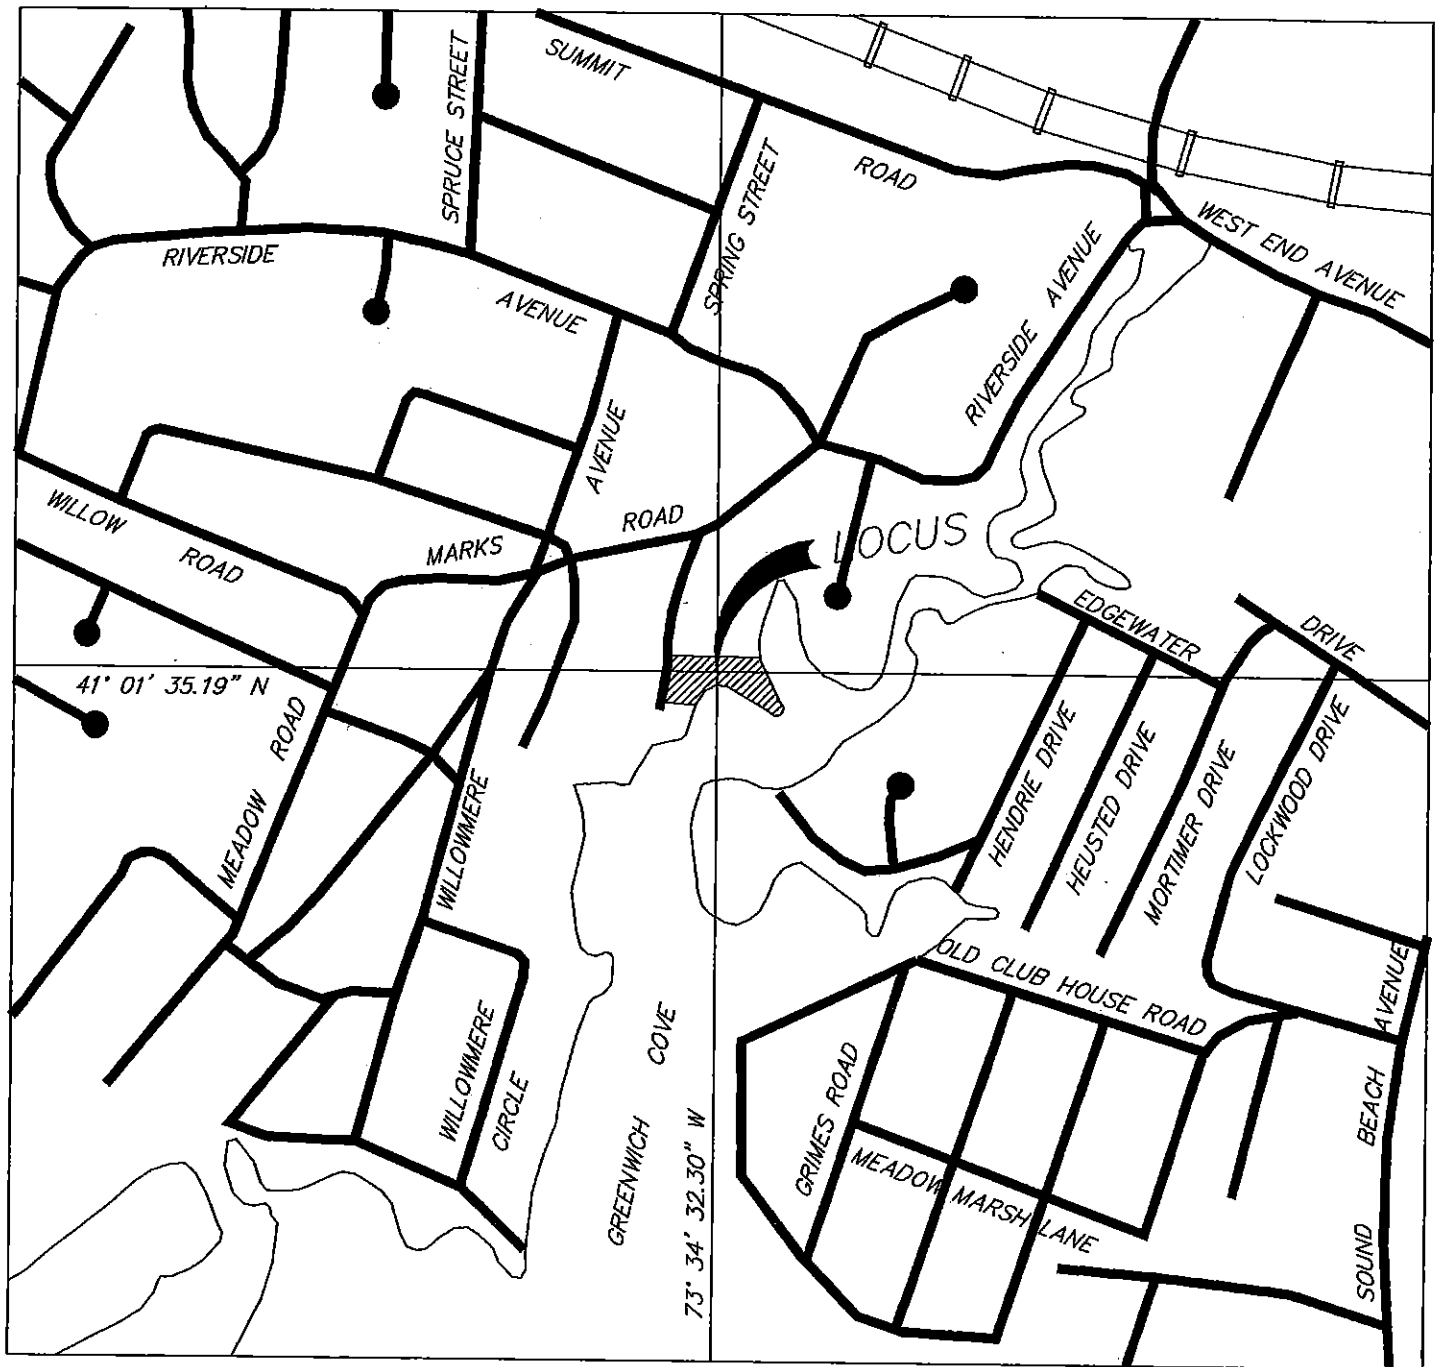 SUMMIT
ROAD
SPRUCE STREET
SPRING STREET
WEST END AVENUE
RIVERSIDE
AVENUE
RIVERSIDE AVENUE
AVENUE
WILLOW
ROAD
MARKS
ROAD
LOCUS
EDGEWATER
DRIVE
41° 01' 35.19" N
MEADOW
ROAD
WILLOWMERE
HENDRIE DRIVE
HEUSTED DRIVE
MORTIMER DRIVE
LOCKWOOD DRIVE
OLD CLUB HOUSE ROAD
WILLOWMERE
CIRCLE
GREENWICH COVE
73° 34' 32.30" W
GRIMES ROAD
MEADOW MARSH LANE
SOUND BEACH AVENUE